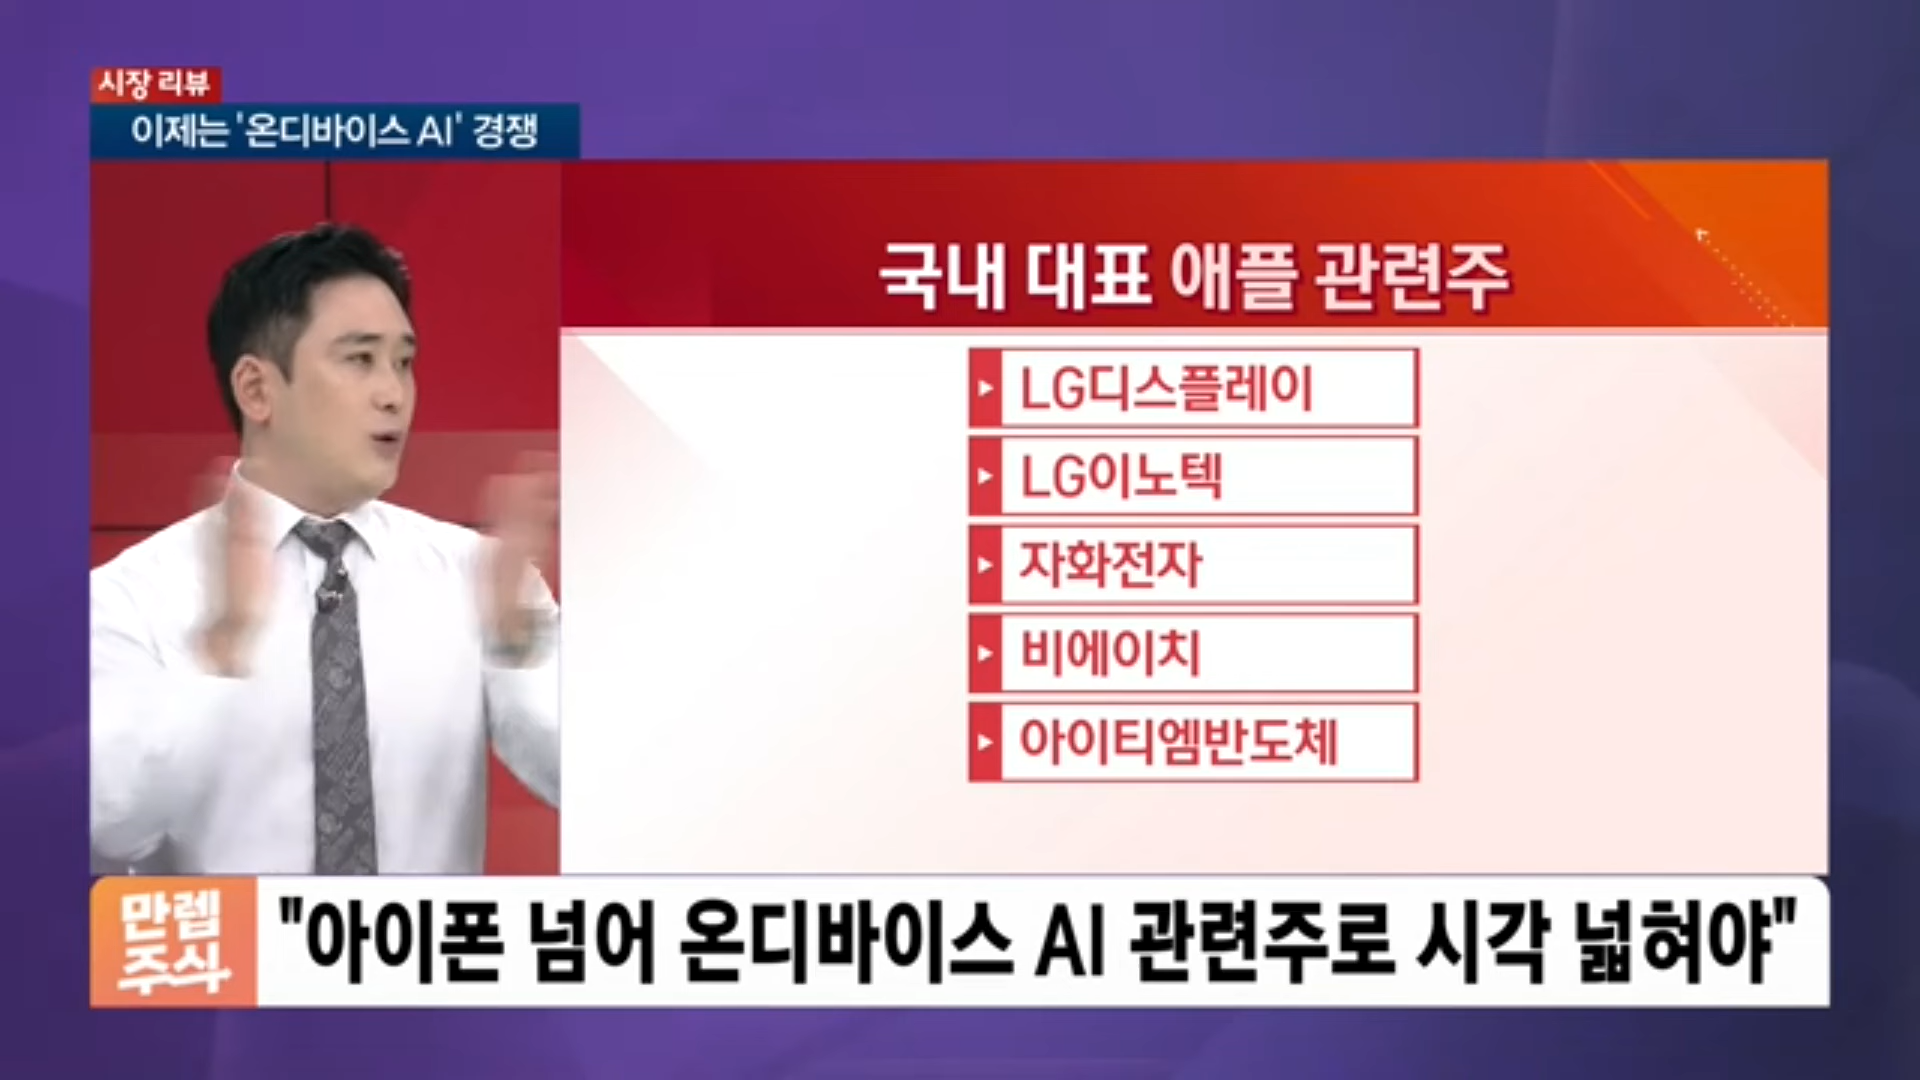 시장 리뷰
이제는 '온디바이스 AI' 경쟁
국내 대표 애플 관련주
LG디스플레이
LG이노텍
자화전자
비에이치
아이티엠반도체
만렙
주식
"아이폰 넘어 온디바이스 AI 관련주로 시각 넓혀야"